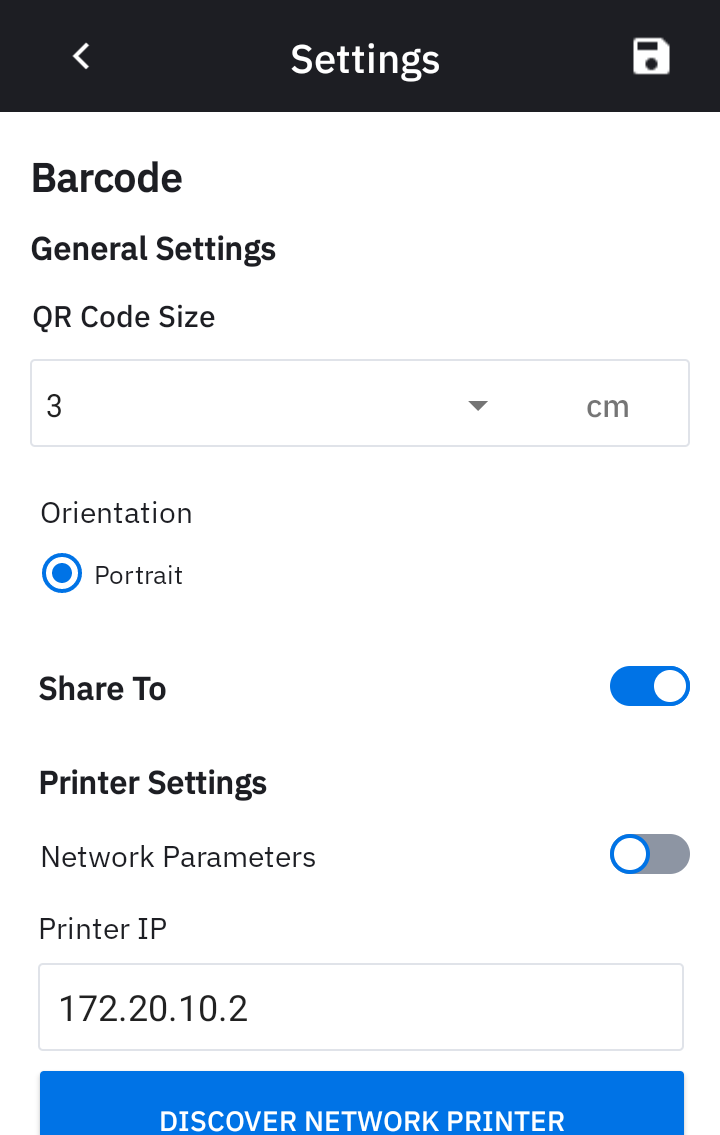 Settings
Barcode
General Settings
QR Code Size
3 cm
Orientation
Portrait
Share To
Printer Settings
Network Parameters
Printer IP
172.20.10.2
DISCOVER NETWORK PRINTER